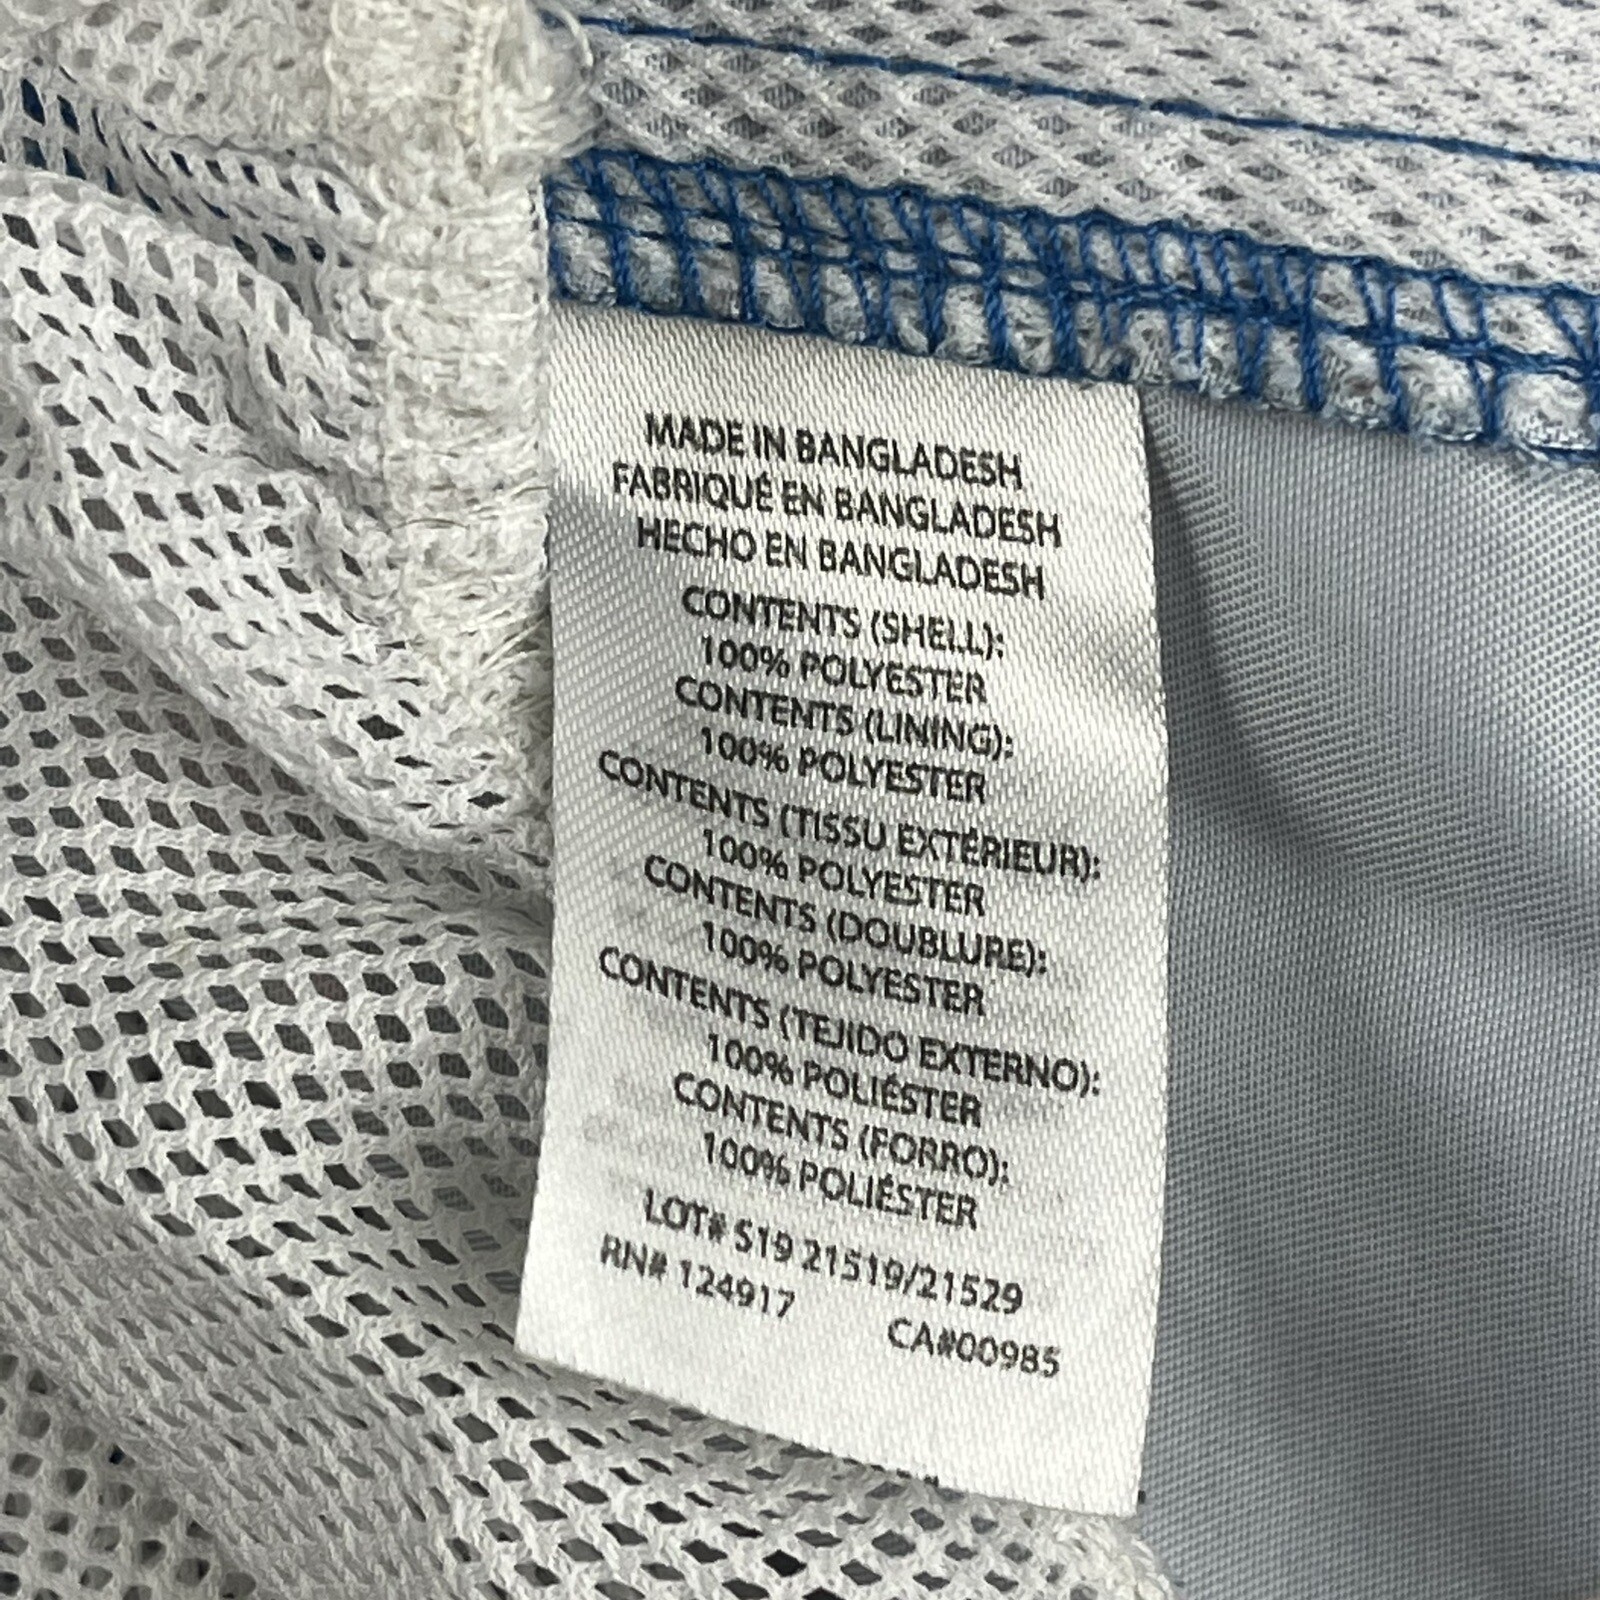 MADE IN BANGLADESH
FABRIQUÉ EN BANGLADESH
HECHO EN BANGLADESH
CONTENTS (SHELL):
100% POLYESTER
CONTENTS (LINING):
100% POLYESTER
CONTENTS (TISSU EXTÉRIEUR):
100% POLYESTER
CONTENTS (DOUBLURE):
100% POLYESTER
CONTENTS (TEJIDO EXTERNO):
100% POLIÉSTER
CONTENTS (FORRO):
100% POLIÉSTER
LOT# S19 21519/21529
RN# 124917 CA#00985